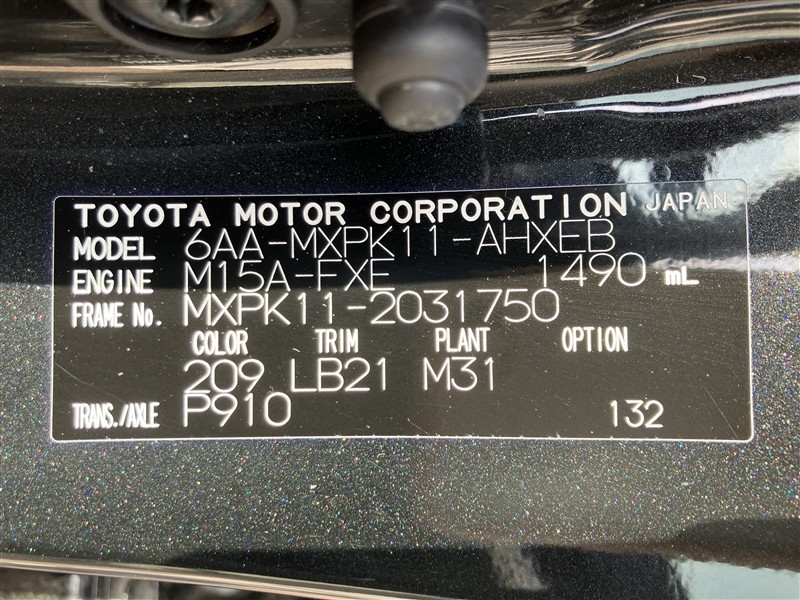 TOYOTA MOTOR CORPORATION JAPAN
MODEL 6AA-MXPK11-AHXEB
ENGINE M15A-FXE 1490 mL
FRAME No. MXPK11-2031750
COLOR TRIM PLANT OPTION
209 LB21 M31
TRANS./AXLE P910 132